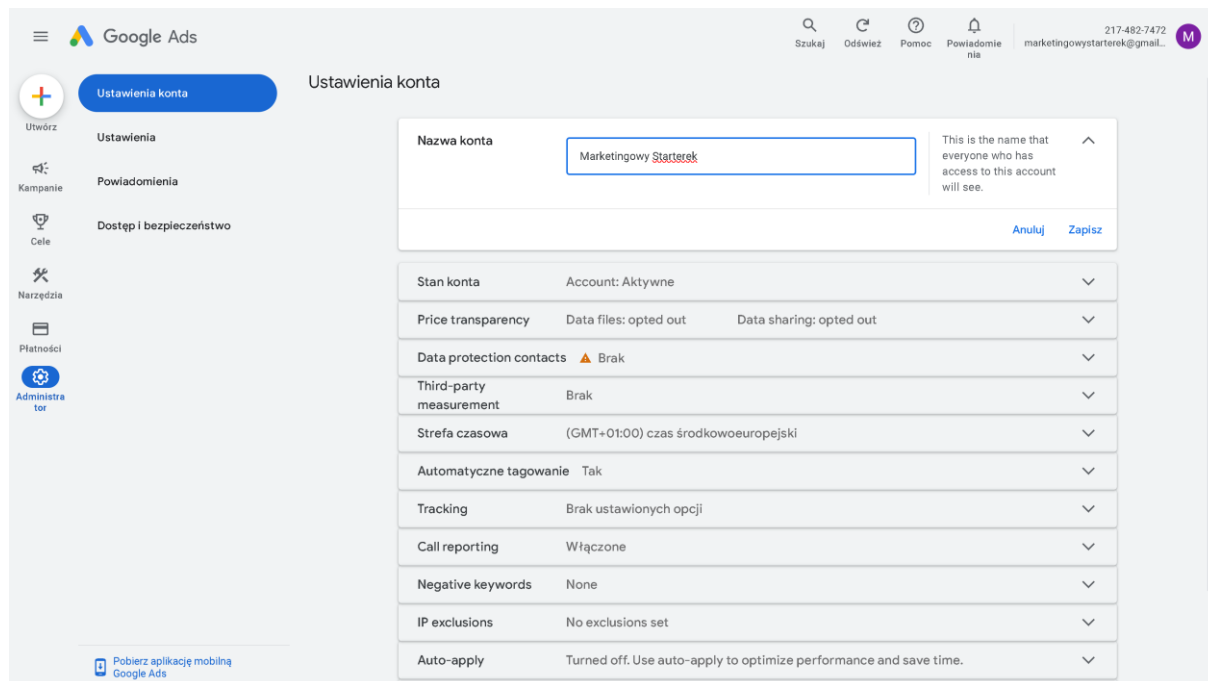 Google Ads
Szukaj
Odśwież
Pomoc
Powiadomie
nia
217-482-7472
marketingowystarterek@gmail...
M
Utwórz
Kampanie
Cele
Narzędzia
Płatności
Administra
tor
Ustawienia konta
Ustawienia
Powiadomienia
Dostęp i bezpieczeństwo
Pobierz aplikację mobilną
Google Ads
Ustawienia konta
Nazwa konta
Marketingowy Starterek
This is the name that
everyone who has
access to this account
will see.
Anuluj Zapisz
Stan konta Account: Aktywne
Price transparency Data files: opted out Data sharing: opted out
Data protection contacts Brak
Third-party
measurement
Brak
Strefa czasowa (GMT+01:00) czas środkowoeuropejski
Automatyczne tagowanie Tak
Tracking Brak ustawionych opcji
Call reporting Włączone
Negative keywords None
IP exclusions No exclusions set
Auto-apply Turned off. Use auto-apply to optimize performance and save time.